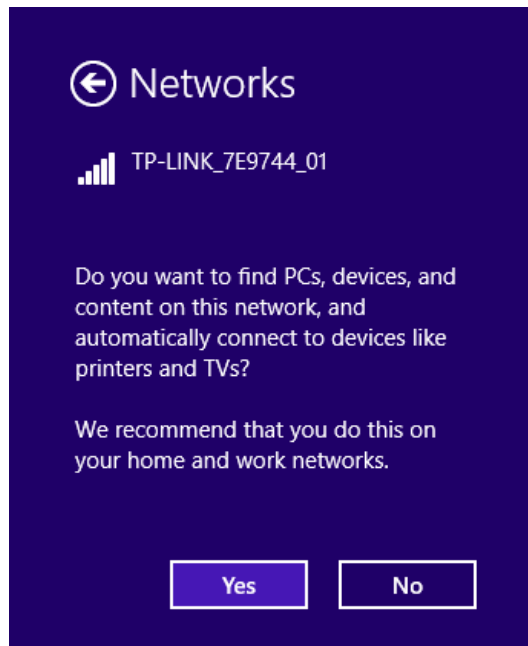 Networks
TP-LINK_7E9744_01
Do you want to find PCs, devices, and
content on this network, and
automatically connect to devices like
printers and TVs?
We recommend that you do this on
your home and work networks.
Yes
No